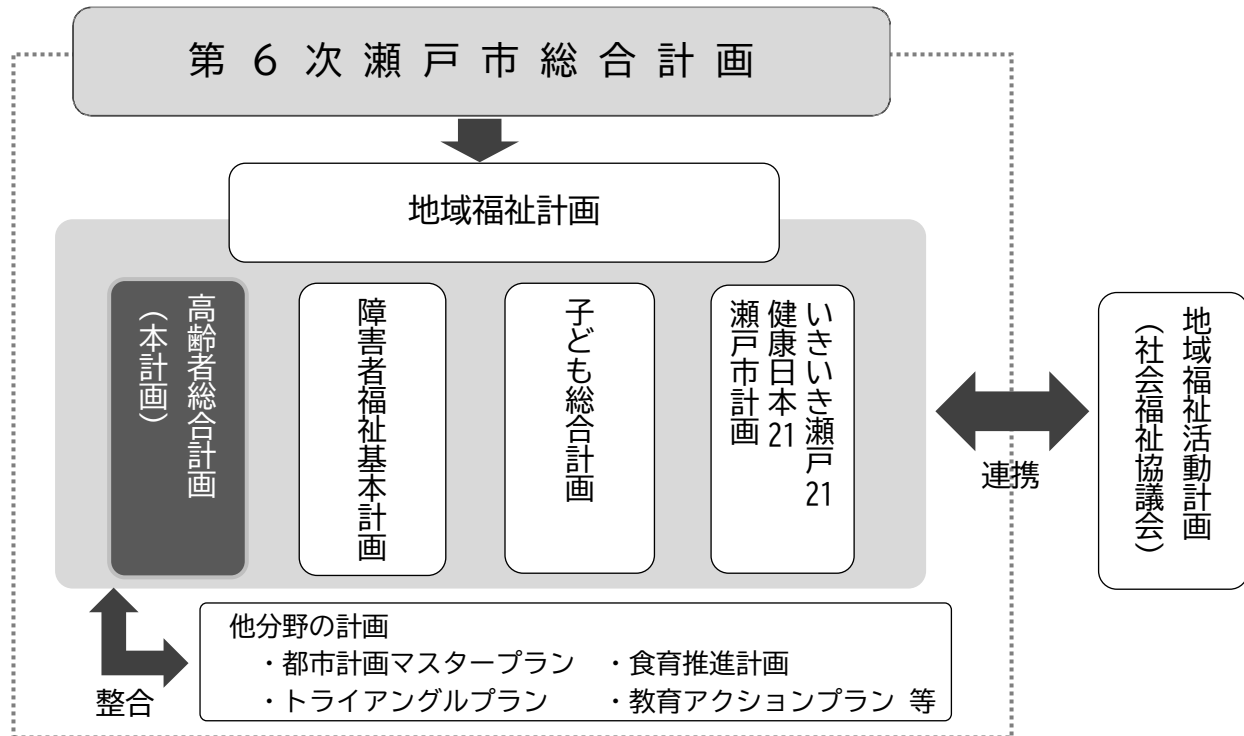 第６次瀬戸市総合計画
地域福祉計画
高齢者総合計画
（本計画）
障害者福祉基本計画
子ども総合計画
いきいき瀬戸21
健康日本21
瀬戸市計画
連携
地域福祉活動計画
（社会福祉協議会）
整合
他分野の計画
・都市計画マスタープラン ・食育推進計画
・トライアングルプラン ・教育アクションプラン 等